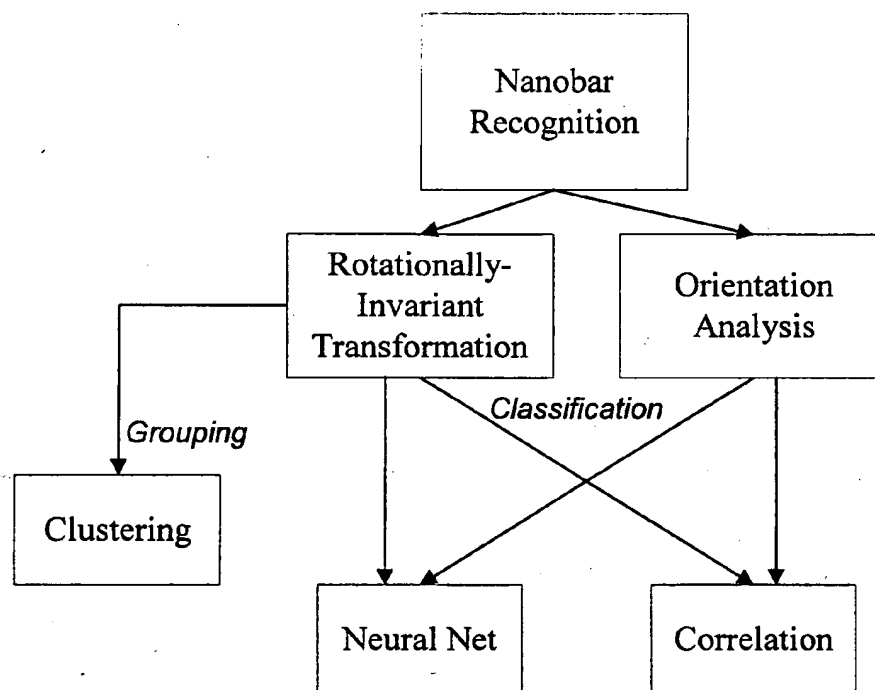 Nanobar
Recognition
Rotationally-
Invariant
Transformation
Orientation
Analysis
Grouping
Classification
Clustering
Neural Net
Correlation